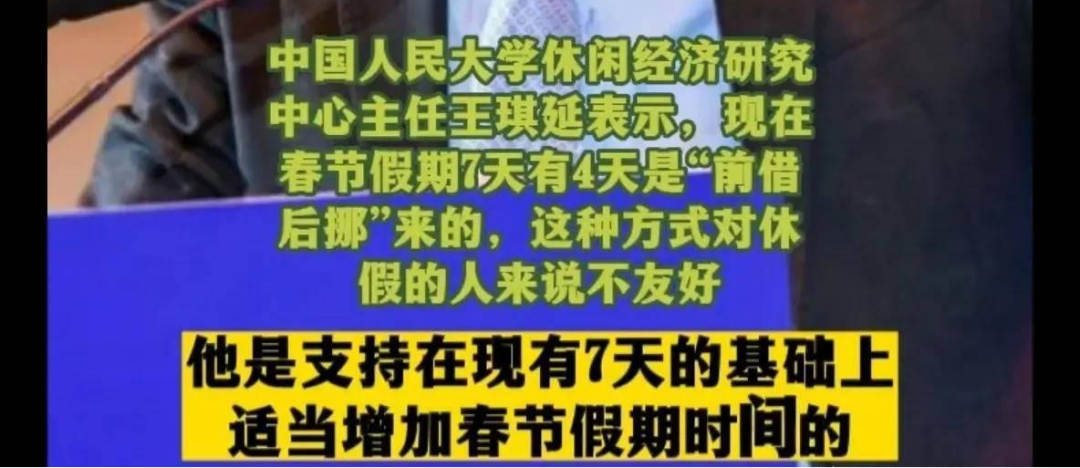 中国人民大学休闲经济研究
中心主任王琪延表示，现在
春节假期7天有4天是“前借
后挪”来的，这种方式对休
假的人来说不友好
他是支持在现有7天的基础上
适当增加春节假期时间的